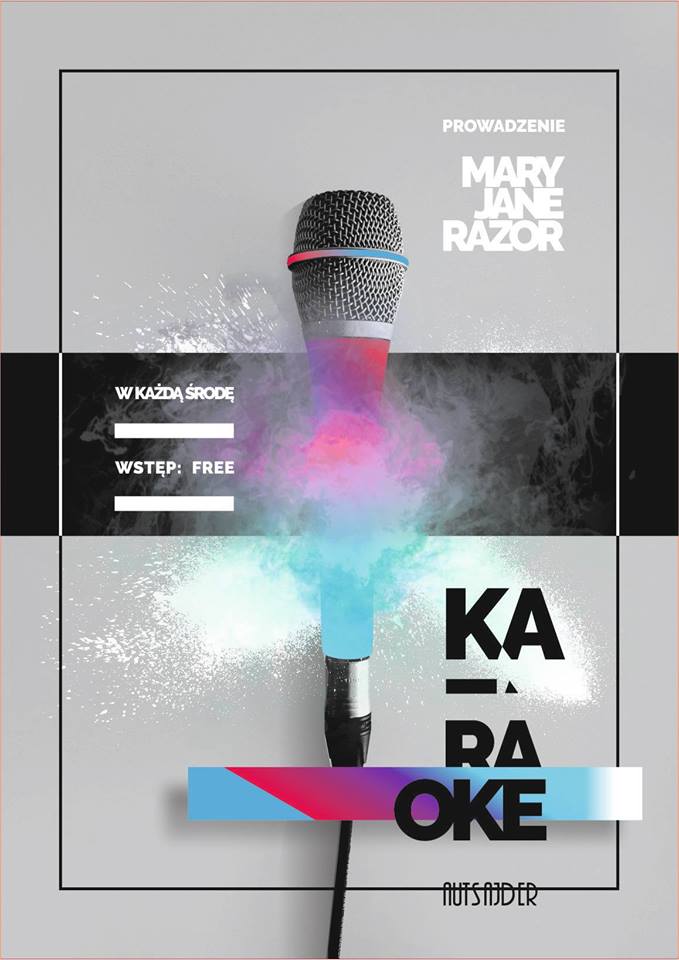 PROWADZENIE
MARY
JANE
RAZOR
W KAŻDĄ ŚRODĘ
WSTĘP: FREE
KA
RA
OKE
AUTSAJDER